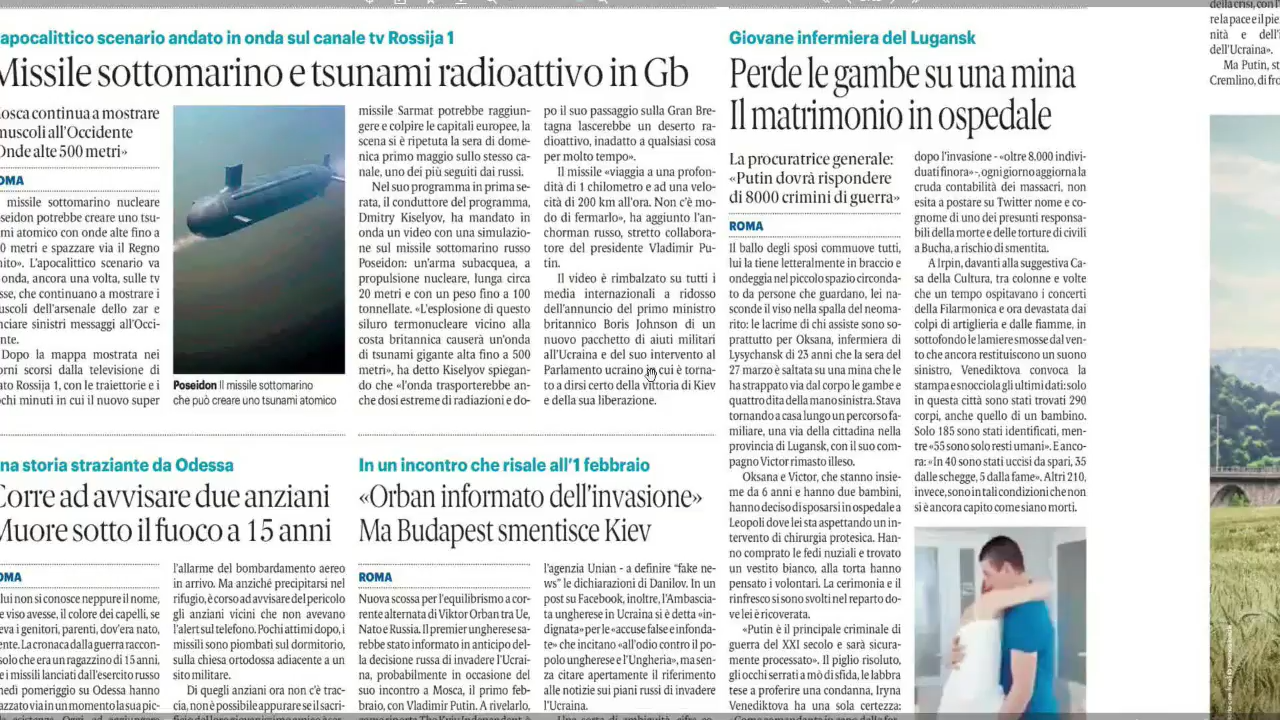 apocalittico scenario andato in onda sul canale tv Rossija 1
Missile sottomarino e tsunami radioattivo in Gb
osca continua a mostrare
muscoli all'Occidente
Onde alte 500 metri»
OMA
missile sottomarino nucleare
oseidon potrebbe creare uno tsu-
mi atomico con onde alte fino a
0 metri e spazzare via il Regno
nito». L'apocalittico scenario va
onda, ancora una volta, sulle tv
sse, che continuano a mostrare i
uscoli dell'arsenale dello zar e
nciare sinistri messaggi all'Occi-
nte.
Dopo la mappa mostrata nei
orni scorsi dalla televisione di
ato Rossija 1, con le traiettorie e i
chi minuti in cui il nuovo super
Poseidon Il missile sottomarino
che può creare uno tsunami atomico
missile Sarmat potrebbe raggiun-
gere e colpire le capitali europee, la
scena si è ripetuta la sera di dome-
nica primo maggio sullo stesso ca-
nale, uno dei più seguiti dai russi.
Nel suo programma in prima se-
rata, il conduttore del programma,
Dmitry Kiselyov, ha mandato in
onda un video con una simulazio-
ne sul missile sottomarino russo
Poseidon: un'arma subacquea, a
propulsione nucleare, lunga circa
20 metri e con un peso fino a 100
tonnellate. «L'esplosione di questo
siluro termonucleare vicino alla
costa britannica causerà un'onda
di tsunami gigante alta fino a 500
metri», ha detto Kiselyov spiegan-
do che «l'onda trasporterebbe an-
che dosi estreme di radiazioni e do-
po il suo passaggio sulla Gran Bre-
tagna lascerebbe un deserto ra-
dioattivo, inadatto a qualsiasi cosa
per molto tempo».
Il missile «viaggia a una profon-
dità di 1 chilometro e ad una velo-
cità di 200 km all'ora. Non c'è mo-
do di fermarlo», ha aggiunto l'an-
chorman russo, stretto collabora-
tore del presidente Vladimir Pu-
tin.
Il video è rimbalzato su tutti i
media internazionali a ridosso
dell'annuncio del primo ministro
britannico Boris Johnson di un
nuovo pacchetto di aiuti militari
all'Ucraina e del suo intervento al
Parlamento ucraino in cui è torna-
to a dirsi certo della vittoria di Kiev
e della sua liberazione.
Giovane infermiera del Lugansk
Perde le gambe su una mina
Il matrimonio in ospedale
La procuratrice generale:
«Putin dovrà rispondere
di 8000 crimini di guerra»
ROMA
Il ballo degli sposi commuove tutti,
lui la tiene letteralmente in braccio e
ondeggia nel piccolo spazio circonda-
to da persone che guardano, lei na-
sconde il viso nella spalla del neoma-
rito: le lacrime di chi assiste sono so-
prattutto per Oksana, infermiera di
Lysychansk di 23 anni che la sera del
27 marzo è saltata su una mina che le
ha strappato via dal corpo le gambe e
quattro dita della mano sinistra. Stava
tornando a casa lungo un percorso fa-
miliare, una via della cittadina nella
provincia di Lugansk, con il suo com-
pagno Victor rimasto illeso.
Oksana e Victor, che stanno insie-
me da 6 anni e hanno due bambini,
hanno deciso di sposarsi in ospedale a
Leopoli dove lei sta aspettando un in-
tervento di chirurgia protesica. Han-
no comprato le fedi nuziali e trovato
un vestito bianco, alla torta hanno
pensato i volontari. La cerimonia e il
rinfresco si sono svolti nel reparto do-
ve lei è ricoverata.
«Putin è il principale criminale di
guerra del XXI secolo e sarà sicura-
mente processato». Il piglio risoluto,
gli occhi serrati a mò di sfida, le labbra
tese a proferire una condanna, Iryna
Venediktova ha una sola certezza:
dopo l'invasione - «oltre 8.000 indivi-
duati finora»-, ogni giorno aggiorna la
cruda contabilità dei massacri, non
esita a postare su Twitter nome e co-
gnome di uno dei presunti responsa-
bili della morte e delle torture di civili
a Bucha, a rischio di smentita.
A Irpin, davanti alla suggestiva Ca-
sa della Cultura, tra colonne e volte
che un tempo ospitavano i concerti
della Filarmonica e ora devastata dai
colpi di artiglieria e dalle fiamme, in
sottofondo le lamiere smosse dal ven-
to che ancora restituiscono un suono
sinistro, Venediktova convoca la
stampa e snocciola gli ultimi dati: solo
in questa città sono stati trovati 290
corpi, anche quello di un bambino.
Solo 185 sono stati identificati, men-
tre «55 sono solo resti umani». E anco-
ra: «In 40 sono stati uccisi da spari, 35
dalle schegge, 5 dalla fame». Altri 210,
invece, sono in tali condizioni che non
si è ancora capito come siano morti.
na storia straziante da Odessa
Corre ad avvisare due anziani
Muore sotto il fuoco a 15 anni
OMA
lui non si conosce neppure il nome,
e viso avesse, il colore dei capelli, se
eva i genitori, parenti, dov'era nato,
ente. La cronaca dalla guerra raccon-
solo che era un ragazzino di 15 anni,
e i missili lanciati dall'esercito russo
nedì pomeriggio su Odessa hanno
azzato via in un momento la sua pic-
l'allarme del bombardamento aereo
in arrivo. Ma anziché precipitarsi nel
rifugio, è corso ad avvisare del pericolo
gli anziani vicini che non avevano
l'alert sul telefono. Pochi attimi dopo, i
missili sono piombati sul dormitorio,
sulla chiesa ortodossa adiacente a un
sito militare.
Di quegli anziani ora non c'è trac-
cia, non è possibile appurare se il sacri-
In un incontro che risale all'1 febbraio
«Orban informato dell'invasione»
Ma Budapest smentisce Kiev
ROMA
Nuova scossa per l'equilibrismo a cor-
rente alternata di Viktor Orban tra Ue,
Nato e Russia. Il premier ungherese sa-
rebbe stato informato in anticipo del-
la decisione russa di invadere l'Ucrai-
na, probabilmente in occasione del
suo incontro a Mosca, il primo feb-
braio, con Vladimir Putin. A rivelarlo,
l'agenzia Unian - a definire "fake ne-
ws" le dichiarazioni di Danilov. In un
post su Facebook, inoltre, l'Ambascia-
ta ungherese in Ucraina si è detta «in-
dignata» per le «accuse false e infonda-
te» che incitano «all'odio contro il po-
polo ungherese e l'Ungheria», ma sen-
za citare apertamente il riferimento
alle notizie sui piani russi di invadere
l'Ucraina.
re la pace e il pie
nità e dell'i
dell'Ucraina».
Ma Putin, st
Cremlino, di fro